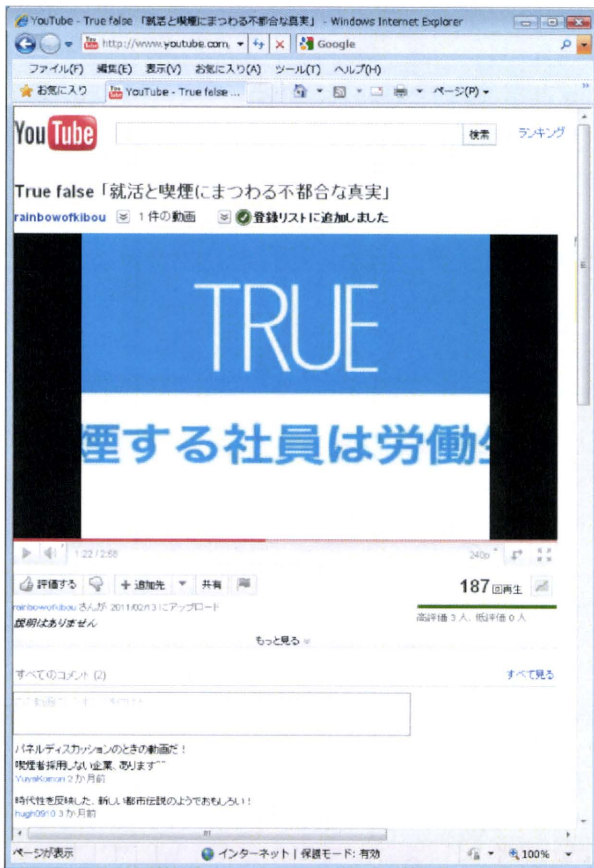 YouTube - True false 「就活と喫煙にまつわる不都合な真実」 - Windows Internet Explorer
http://www.youtube.com,
Google
ファイル(F) 編集(E) 表示(V) お気に入り(A) ツール(T) ヘルプ(H)
お気に入り YouTube - True false ... ページ(P)
YouTube 検索 ランキング
True false「就活と喫煙にまつわる不都合な真実」
rainbowofkibou 1 件の動画 登録リストに追加しました
TRUE
煙する社員は労働生
1:22 / 2:58 240p
評価する 追加先 共有 187 回再生
rainbowofkibou さんが 2011/02/13 にアップロード
説明はありません
高評価 3 人、低評価 0 人
もっと見る
すべてのコメント (2) すべて見る
パネルディスカッションのときの動画だ！
喫煙者採用しない企業、あります^^
YuyaKomori 2 か月前
時代性を反映した、新しい都市伝説のようでおもしろい！
hugh0910 3 か月前
ページが表示 インターネット | 保護モード: 有効 100%